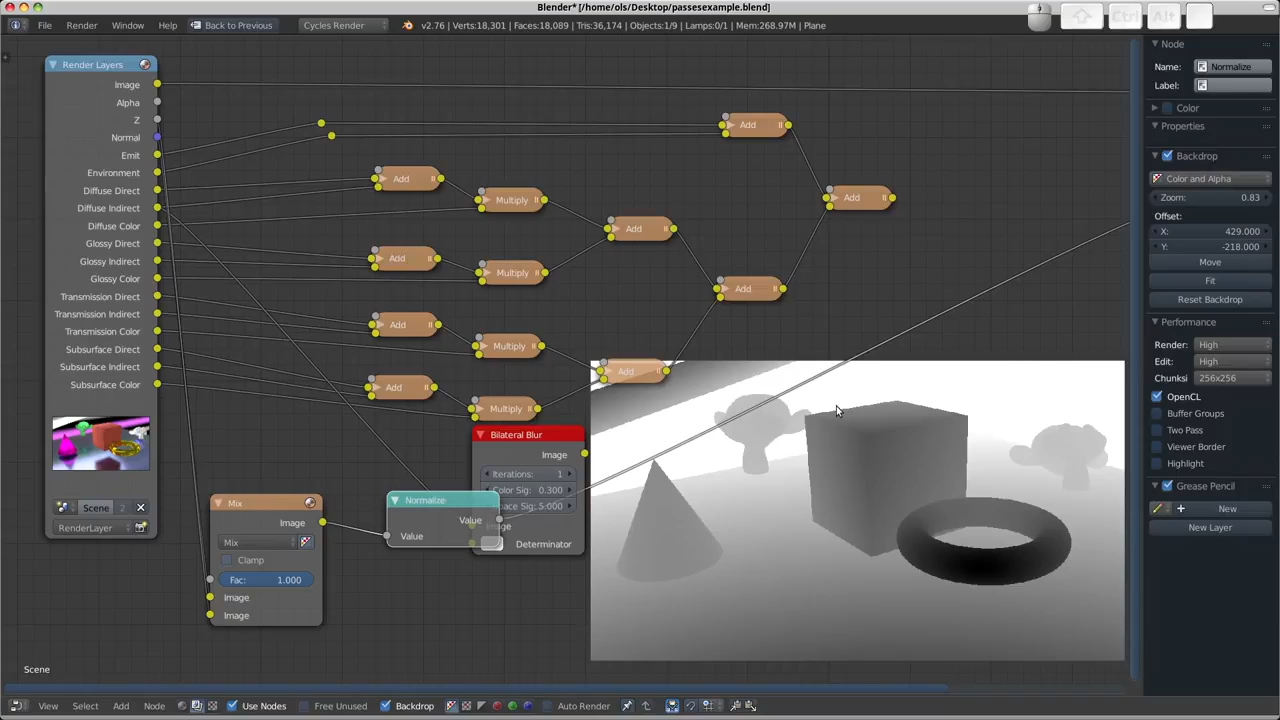 Blender* [/home/ols/Desktop/passesexample.blend]
File Render Window Help Back to Previous Cycles Render v2.76 | Verts:18,301 | Faces:18,089 | Tris:36,174 | Objects:1/9 | Lamps:0/1 | Mem:268.97M | Plane
Ctrl Alt
Render Layers
Image
Alpha
Z
Normal
Emit
Environment
Diffuse Direct
Diffuse Indirect
Diffuse Color
Glossy Direct
Glossy Indirect
Glossy Color
Transmission Direct
Transmission Indirect
Transmission Color
Subsurface Direct
Subsurface Indirect
Subsurface Color
Scene 2
RenderLayer
Add
Add
Multiply
Add
Add
Add
Multiply
Add
Add
Multiply
Add
Add
Multiply
Bilateral Blur
Image
Iterations: 1
Color Sig: 0.300
pace Sig: 5.000
Image
Determinator
Normalize
Value
Value
Mix
Image
Mix
Clamp
Fac: 1.000
Image
Image
Scene
Node
Name: Normalize
Label:
Color
Properties
Backdrop
Color and Alpha
Zoom: 0.83
Offset:
X: 429.000
Y: -218.000
Move
Fit
Reset Backdrop
Performance
Render: High
Edit: High
Chunksi 256x256
OpenCL
Buffer Groups
Two Pass
Viewer Border
Highlight
Grease Pencil
New
New Layer
View Select Add Node Use Nodes Free Unused Backdrop Auto Render